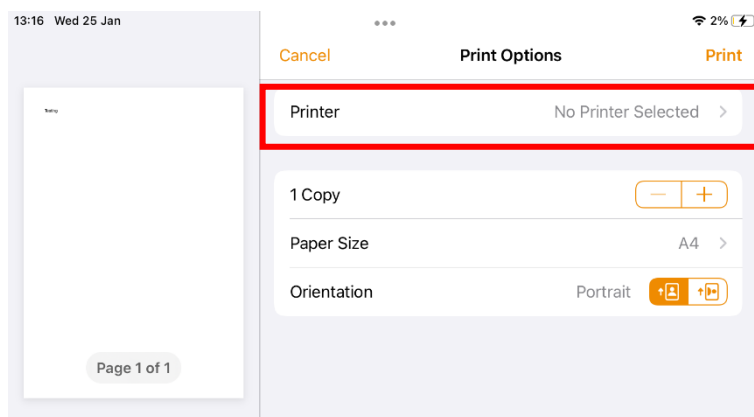 13:16 Wed 25 Jan
2%
Cancel
Print Options
Print
Testing
Printer
No Printer Selected
1 Copy
Paper Size
A4
Orientation
Portrait
Page 1 of 1